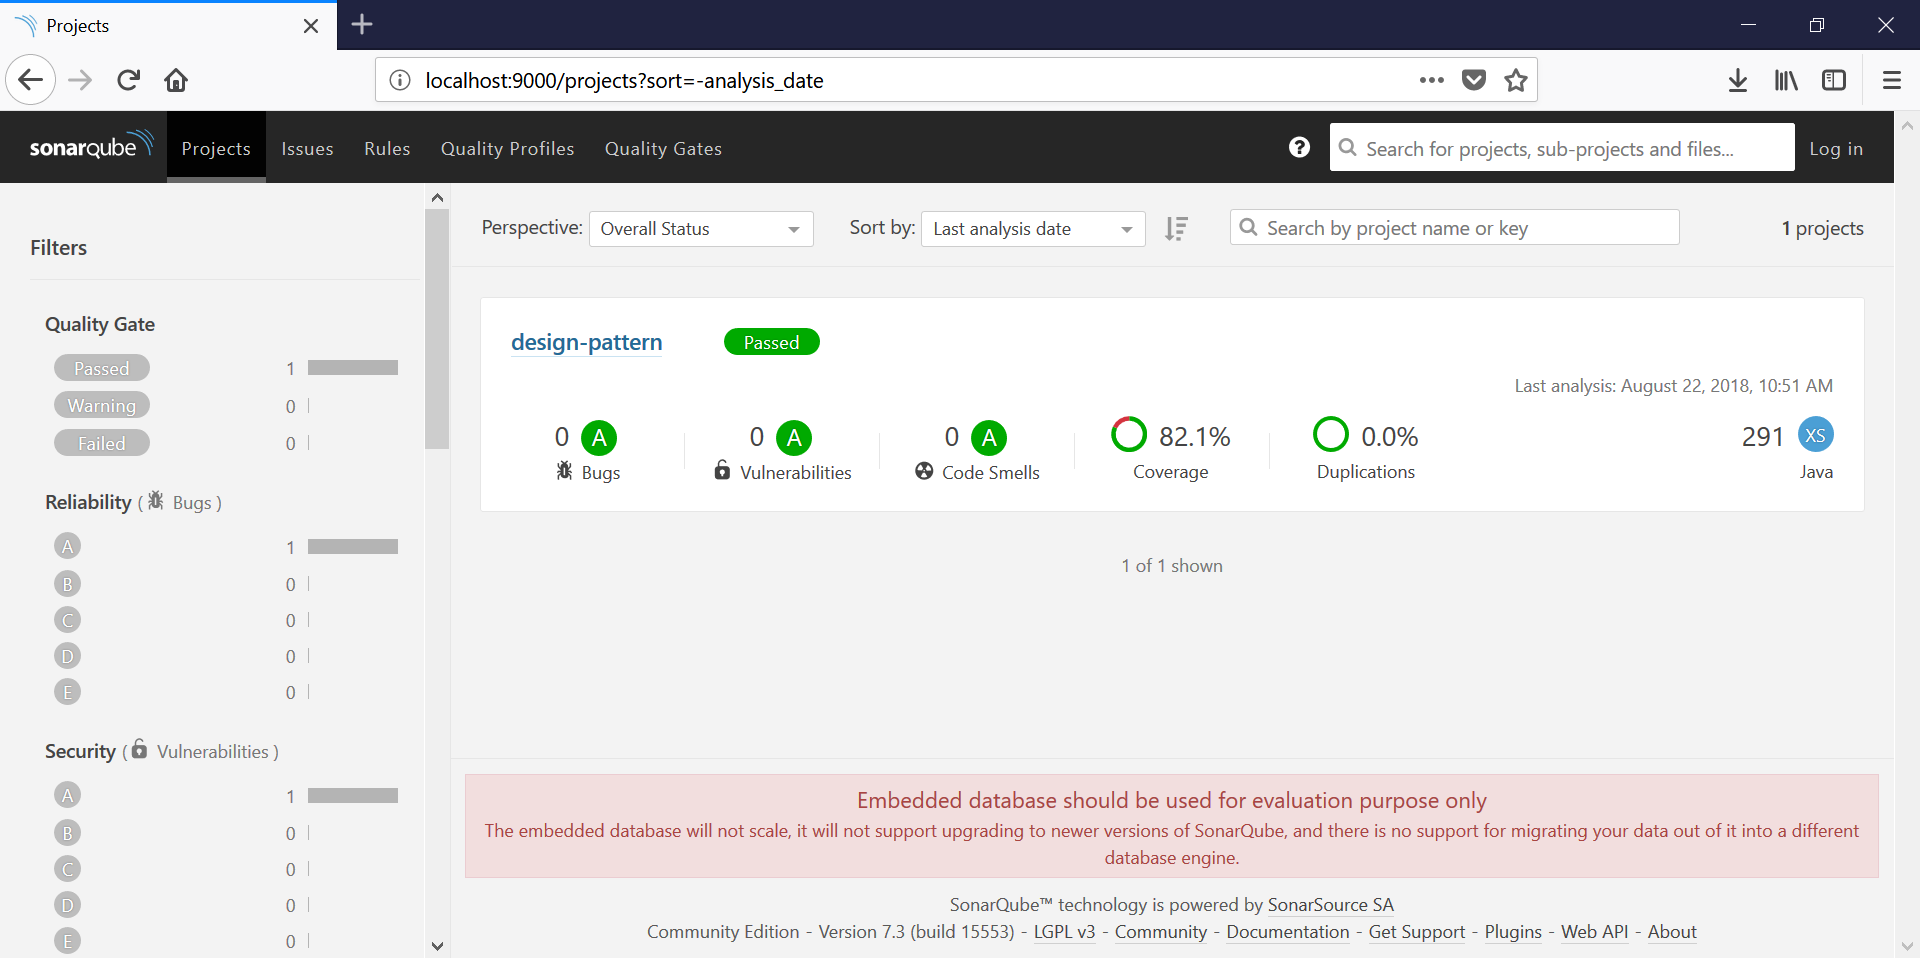 Projects
localhost:9000/projects?sort=-analysis_date
sonarqube Projects Issues Rules Quality Profiles Quality Gates ? Search for projects, sub-projects and files... Log in
Perspective: Overall Status Sort by: Last analysis date Search by project name or key 1 projects
Filters
Quality Gate
Passed 1
Warning 0
Failed 0
Reliability ( Bugs )
A 1
B 0
C 0
D 0
E 0
Security ( Vulnerabilities )
A 1
B 0
C 0
D 0
E 0
design-pattern Passed
Last analysis: August 22, 2018, 10:51 AM
0 A 0 A 0 A 82.1% 0.0% 291 XS
Bugs Vulnerabilities Code Smells Coverage Duplications Java
1 of 1 shown
Embedded database should be used for evaluation purpose only
The embedded database will not scale, it will not support upgrading to newer versions of SonarQube, and there is no support for migrating your data out of it into a different
database engine.
SonarQube™ technology is powered by SonarSource SA
Community Edition - Version 7.3 (build 15553) - LGPL v3 - Community - Documentation - Get Support - Plugins - Web API - About